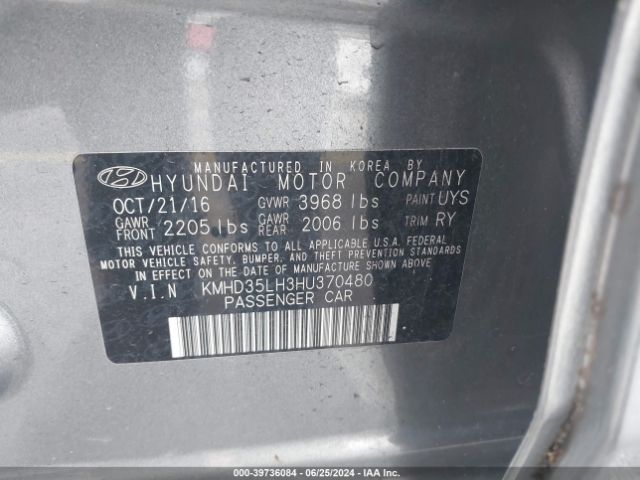 MANUFACTURED IN KOREA BY
HYUNDAI MOTOR COMPANY
OCT/21/16 GVWR 3968 lbs PAINT UYS
GAWR FRONT 2205 lbs GAWR REAR 2006 lbs TRIM RY
THIS VEHICLE CONFORMS TO ALL APPLICABLE U.S.A. FEDERAL
MOTOR VEHICLE SAFETY, BUMPER, AND THEFT PREVENTION STANDARDS
IN EFFECT ON THE DATE OF MANUFACTURE SHOWN ABOVE.
V.I.N KMHD35LH3HU370480
PASSENGER CAR
000-39736084 / 06/25/2024 / IAA Inc.